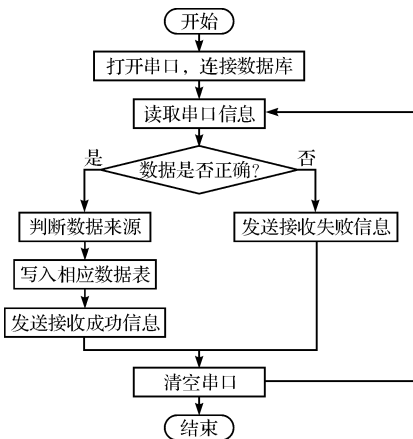 开始
打开串口，连接数据库
读取串口信息
是
数据是否正确?
否
判断数据来源
发送接收失败信息
写入相应数据表
发送接收成功信息
清空串口
结束